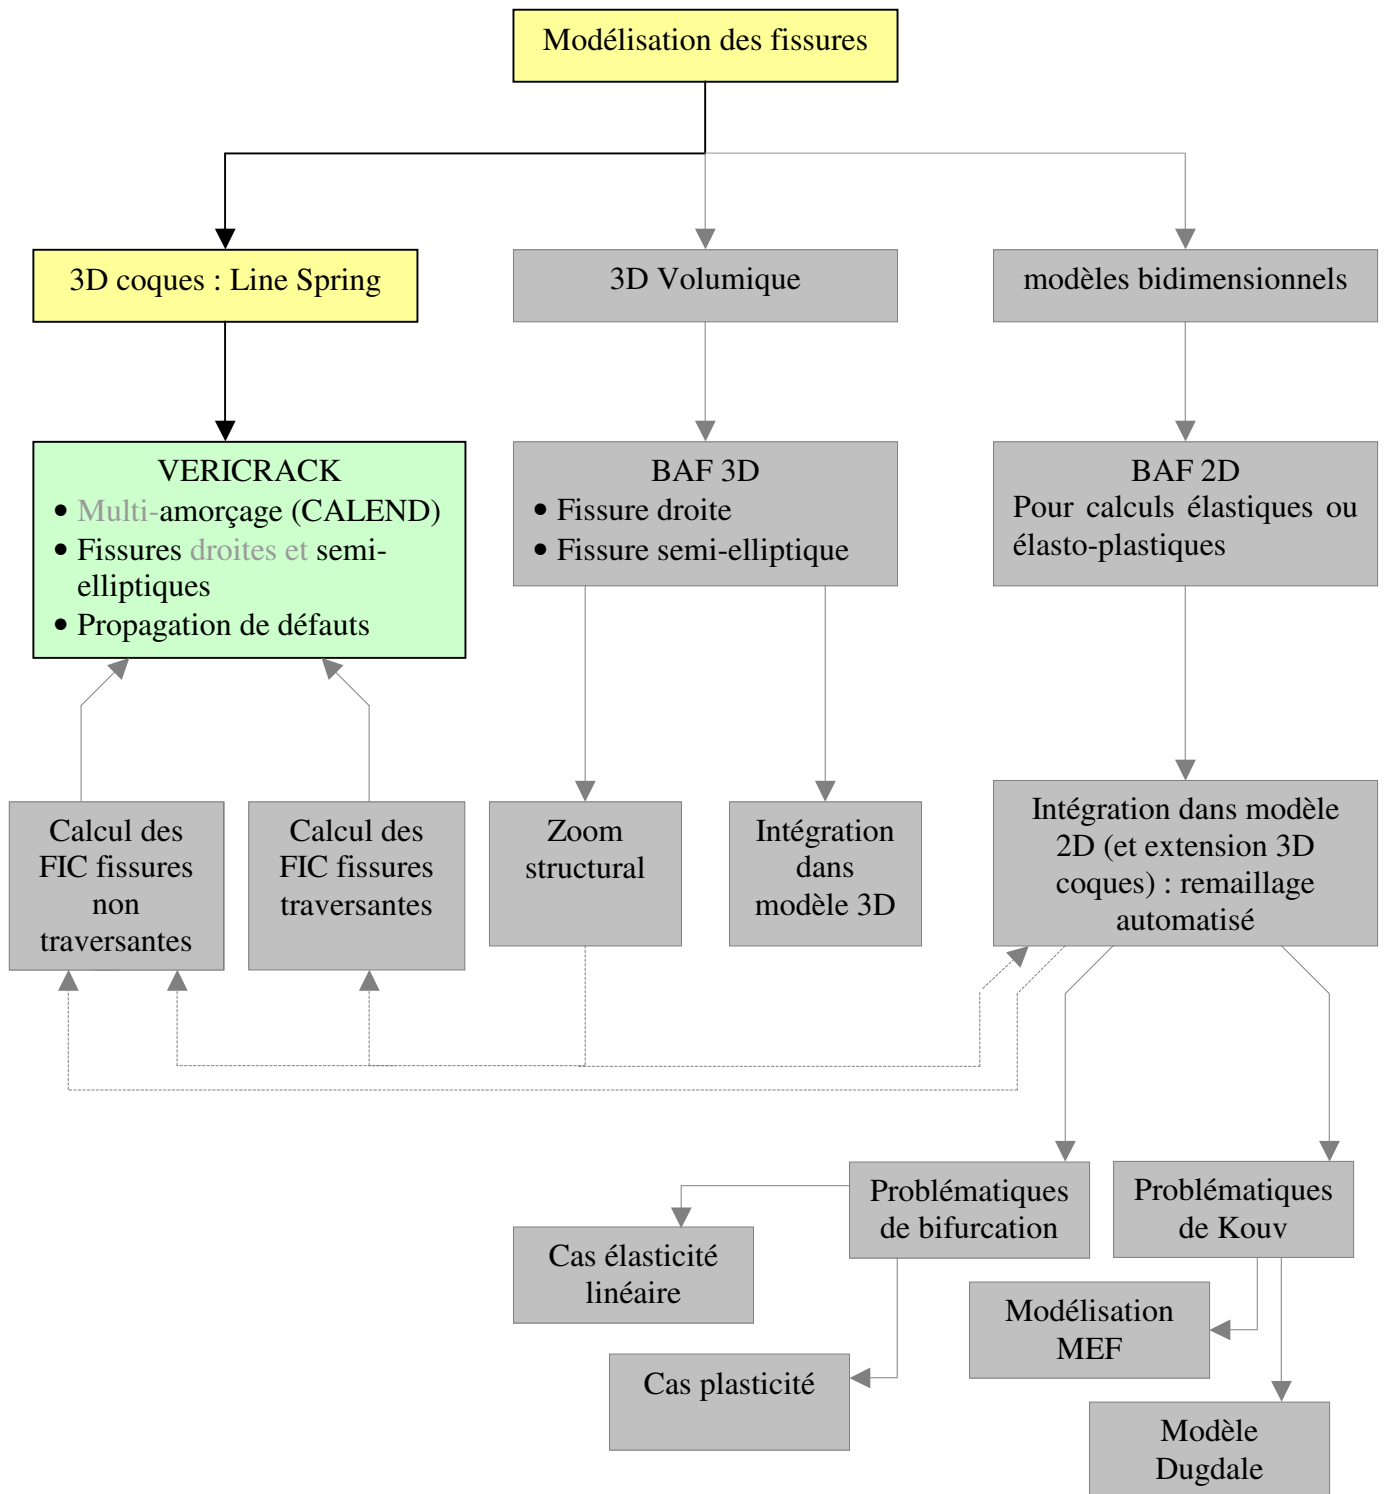 Modélisation des fissures
3D coques : Line Spring
3D Volumique
modèles bidimensionnels
VERICRACK
• Multi-amorçage (CALEND)
• Fissures droites et semi-
elliptiques
• Propagation de défauts
BAF 3D
• Fissure droite
• Fissure semi-elliptique
BAF 2D
Pour calculs élastiques ou
élasto-plastiques
Calcul des
FIC fissures
non
traversantes
Calcul des
FIC fissures
traversantes
Zoom
structural
Intégration
dans
modèle 3D
Intégration dans modèle
2D (et extension 3D
coques) : remaillage
automatisé
Problématiques
de bifurcation
Problématiques
de Kouv
Cas élasticité
linéaire
Modélisation
MEF
Cas plasticité
Modèle
Dugdale